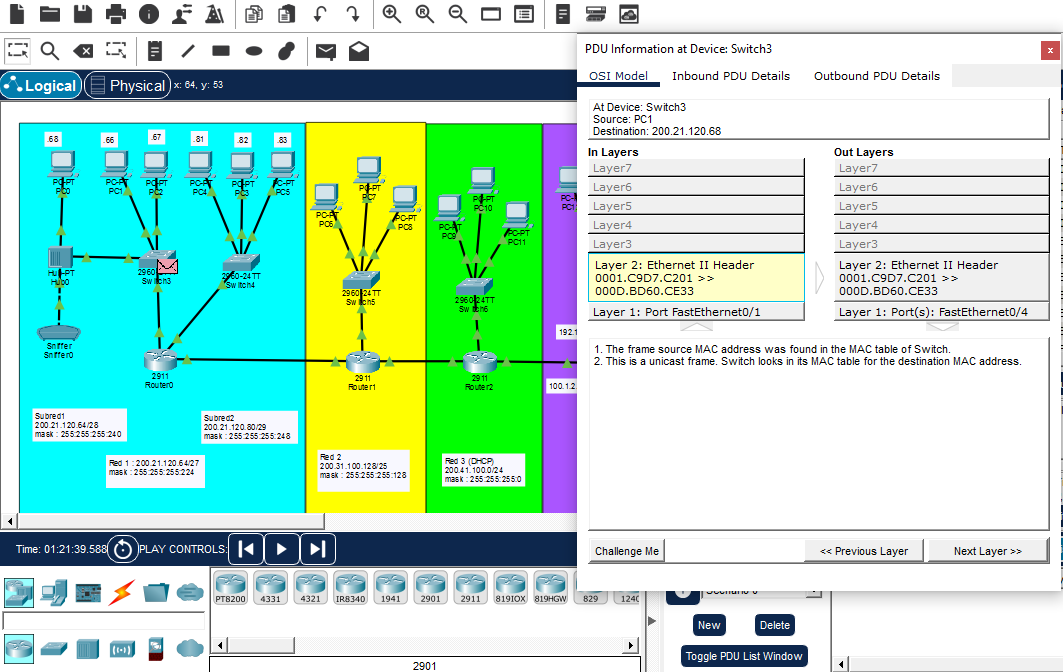 Logical
Physical
x: 64, y: 53
.68
.66
.67
.81
.82
.83
PC-PT
PC0
PC-PT
PC1
PC-PT
PC2
PC-PT
PC4
PC-PT
PC3
PC-PT
PC5
PC-PT
PC7
PC-PT
PC6
PC-PT
PC8
PC-PT
PC10
PC-PT
PC9
PC-PT
PC11
PC-PT
Hub-PT
Hub0
2960
Switch3
2960-24TT
Switch4
2960-24TT
Switch5
2960-24TT
Switch6
Sniffer
Sniffer0
2911
Router0
2911
Router1
2911
Router2
192.1
100.1.2
Subred1
200.21.120.64/28
mask : 255:255:255:240
Subred2
200.21.120.80/29
mask : 255:255:255:248
Red 1 : 200.21.120.64/27
mask : 255:255:255:224
Red 2
200.31.100.128/25
mask : 255:255:255:128
Red 3 (DHCP)
200.41.100.0/24
mask : 255:255:255:0
PDU Information at Device: Switch3
x
OSI Model
Inbound PDU Details
Outbound PDU Details
At Device: Switch3
Source: PC1
Destination: 200.21.120.68
In Layers
Layer7
Layer6
Layer5
Layer4
Layer3
Layer 2: Ethernet II Header
0001.C9D7.C201 >>
000D.BD60.CE33
Layer 1: Port FastEthernet0/1
Out Layers
Layer7
Layer6
Layer5
Layer4
Layer3
Layer 2: Ethernet II Header
0001.C9D7.C201 >>
000D.BD60.CE33
Layer 1: Port(s): FastEthernet0/4
1. The frame source MAC address was found in the MAC table of Switch.
2. This is a unicast frame. Switch looks in its MAC table for the destination MAC address.
Challenge Me
<< Previous Layer
Next Layer >>
Time: 01:21:39.588
PLAY CONTROLS:
PT8200
4331
4321
IR8340
1941
2901
2911
819IOX
819HGW
829
1240
2901
New
Delete
Toggle PDU List Window